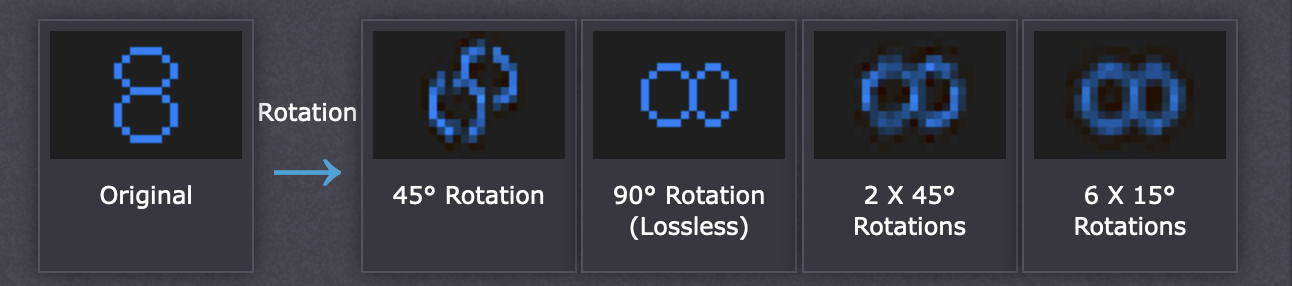 Rotation
Original
45° Rotation
90° Rotation
(Lossless)
2 X 45°
Rotations
6 X 15°
Rotations